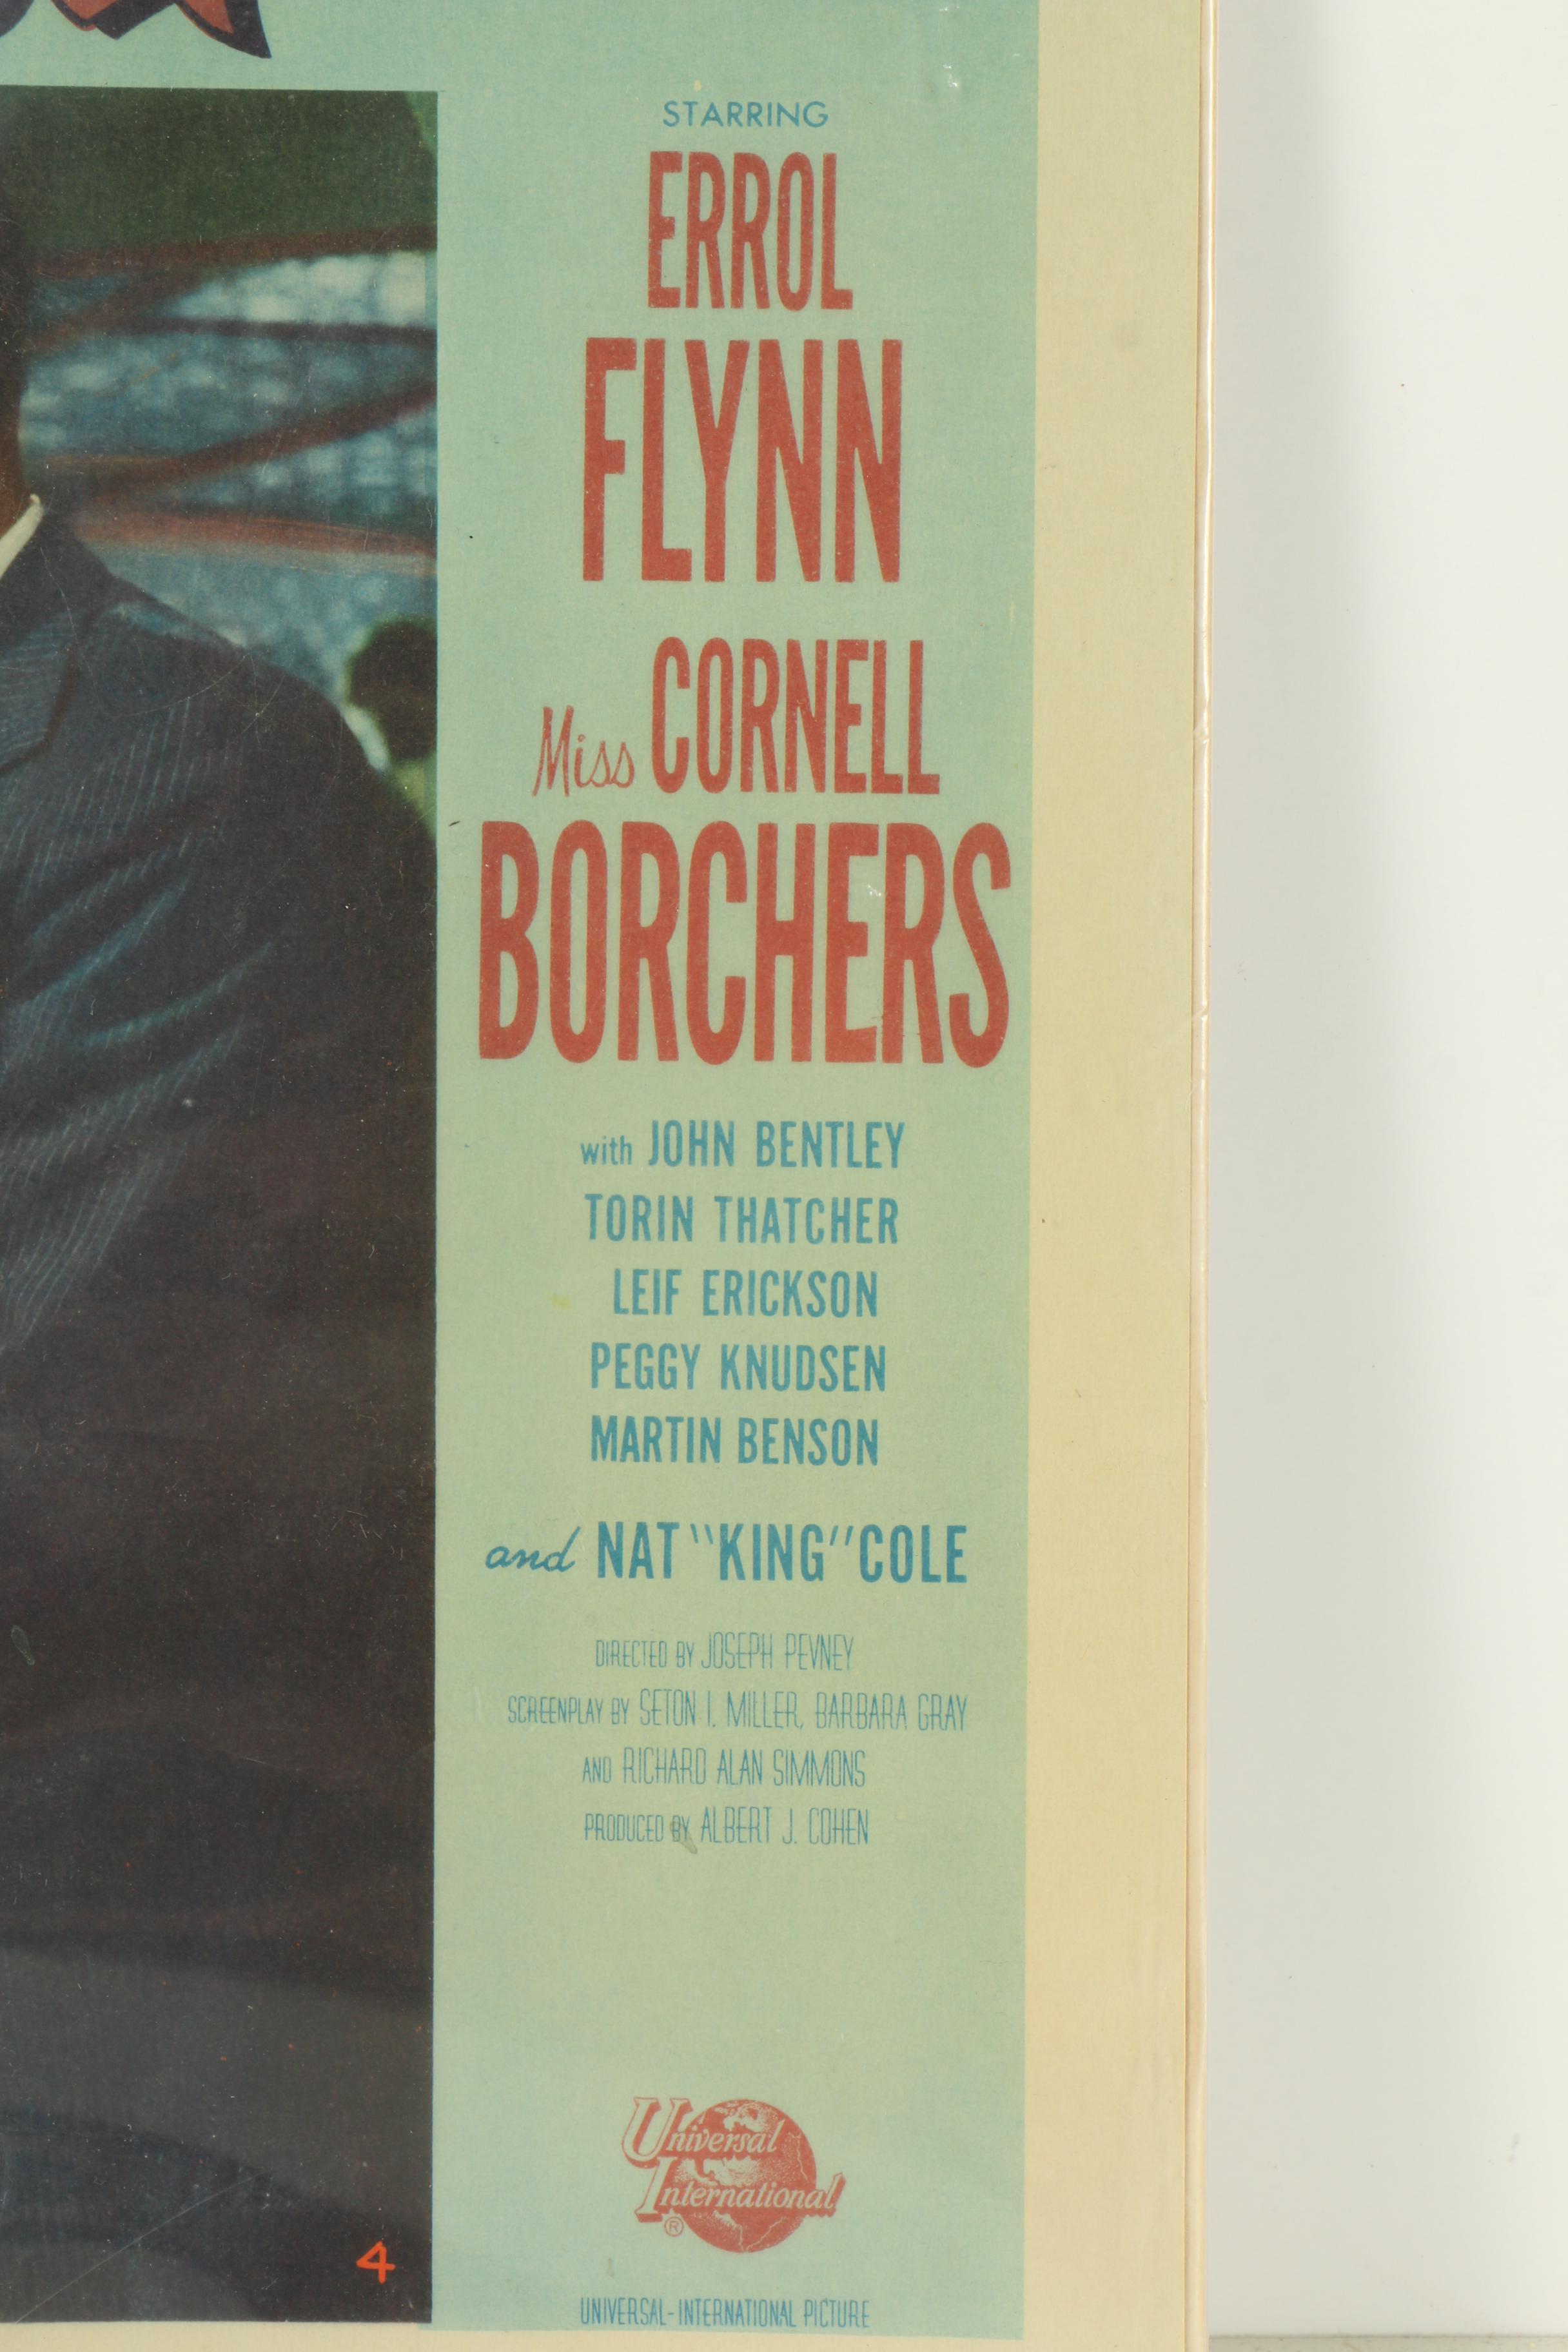 STARRING
ERROL
FLYNN
Miss CORNELL
BORCHERS
with JOHN BENTLEY
TORIN THATCHER
LEIF ERICKSON
PEGGY KNUDSEN
MARTIN BENSON
and NAT "KING" COLE
DIRECTED BY JOSEPH PEVNEY
SCREENPLAY BY SETON I. MILLER, BARBARA GRAY
AND RICHARD ALAN SIMMONS
PRODUCED BY ALBERT J. COHEN
Universal
International
®
4
UNIVERSAL-INTERNATIONAL PICTURE